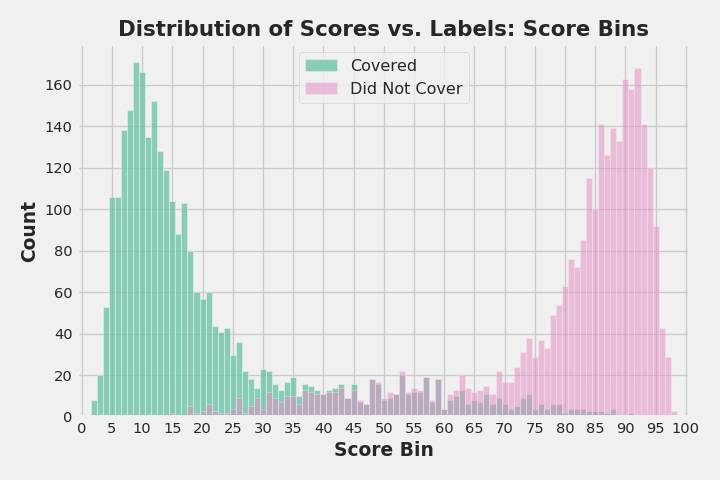 Distribution of Scores vs. Labels: Score Bins
Covered
Did Not Cover
Count
160
140
120
100
80
60
40
20
0
0 5 10 15 20 25 30 35 40 45 50 55 60 65 70 75 80 85 90 95 100
Score Bin